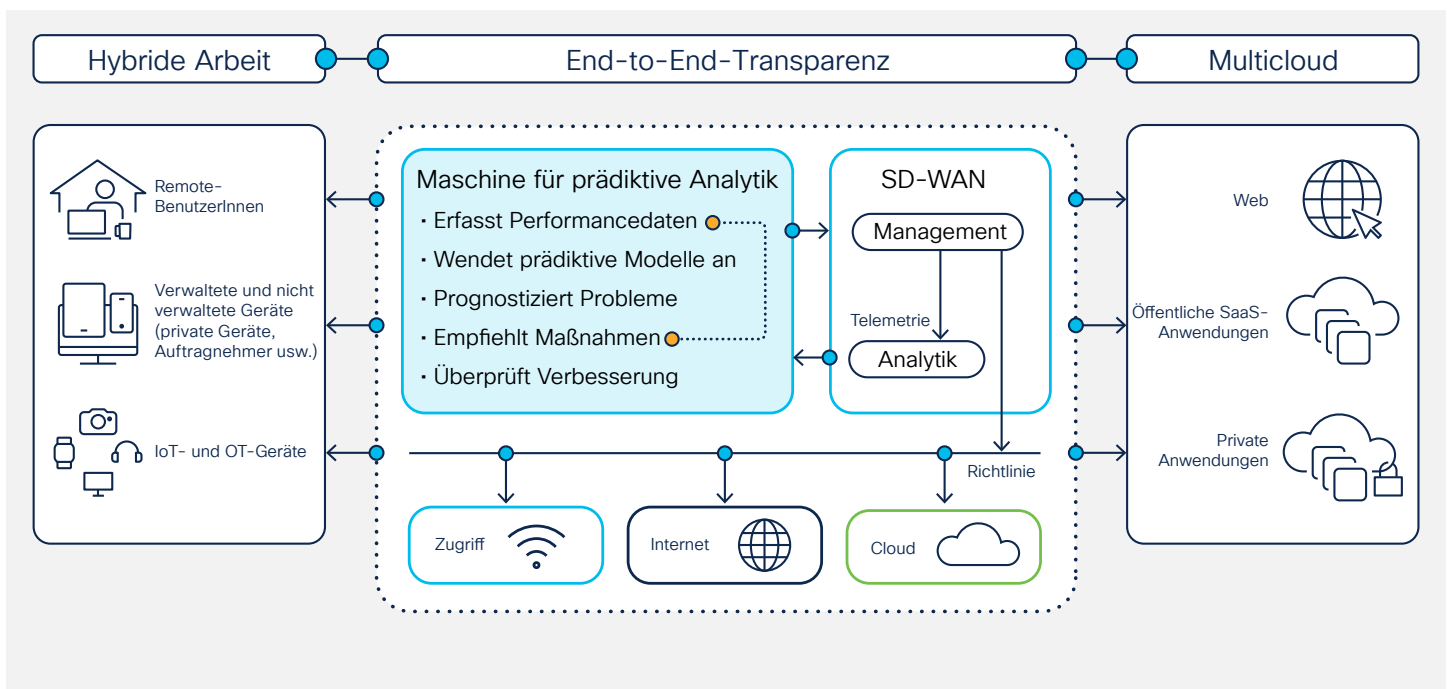 Hybride Arbeit
End-to-End-Transparenz
Multicloud
Remote-
BenutzerInnen
Verwaltete und nicht
verwaltete Geräte
(private Geräte,
Auftragnehmer usw.)
IoT- und OT-Geräte
Maschine für prädiktive Analytik
· Erfasst Performancedaten
· Wendet prädiktive Modelle an
· Prognostiziert Probleme
· Empfiehlt Maßnahmen
· Überprüft Verbesserung
SD-WAN
Management
Telemetrie
Analytik
Richtlinie
Zugriff
Internet
Cloud
Web
Öffentliche SaaS-
Anwendungen
Private
Anwendungen